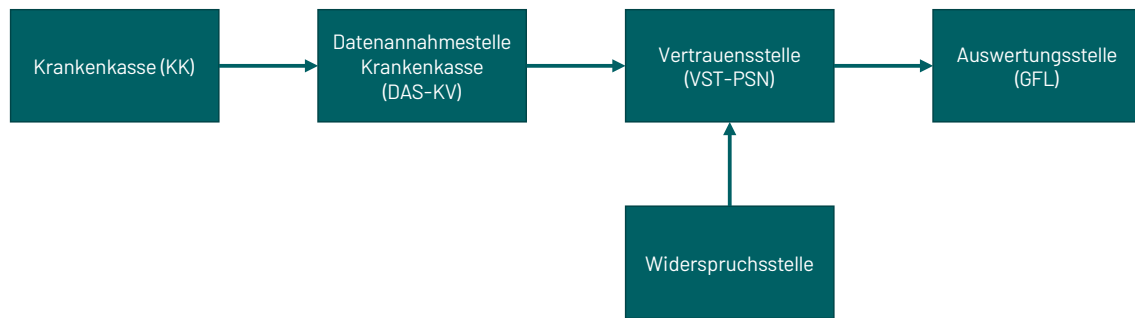 Krankenkasse (KK)
Datenannahmestelle
Krankenkasse
(DAS-KV)
Vertrauensstelle
(VST-PSN)
Auswertungsstelle
(GFL)
Widerspruchsstelle